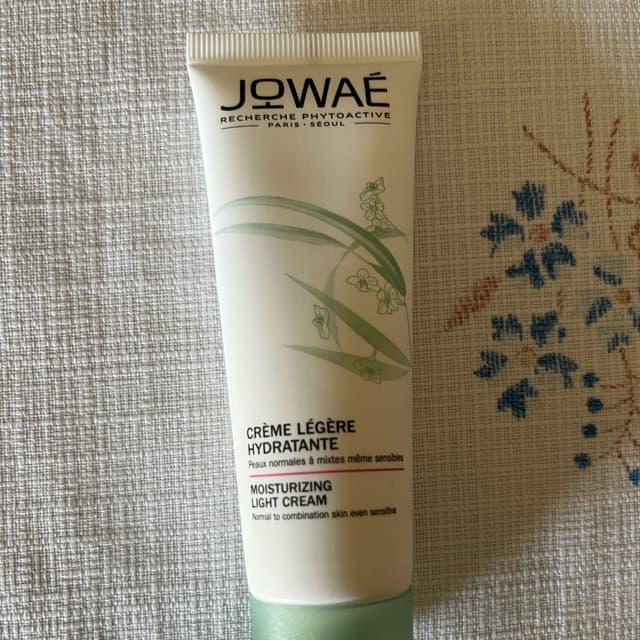 JOWAÉ
RECHERCHE PHYTOACTIVE
PARIS • SÉOUL
CRÈME LÉGÈRE
HYDRATANTE
Peaux normales à mixtes même sensibles
MOISTURIZING
LIGHT CREAM
Normal to combination skin even sensitive